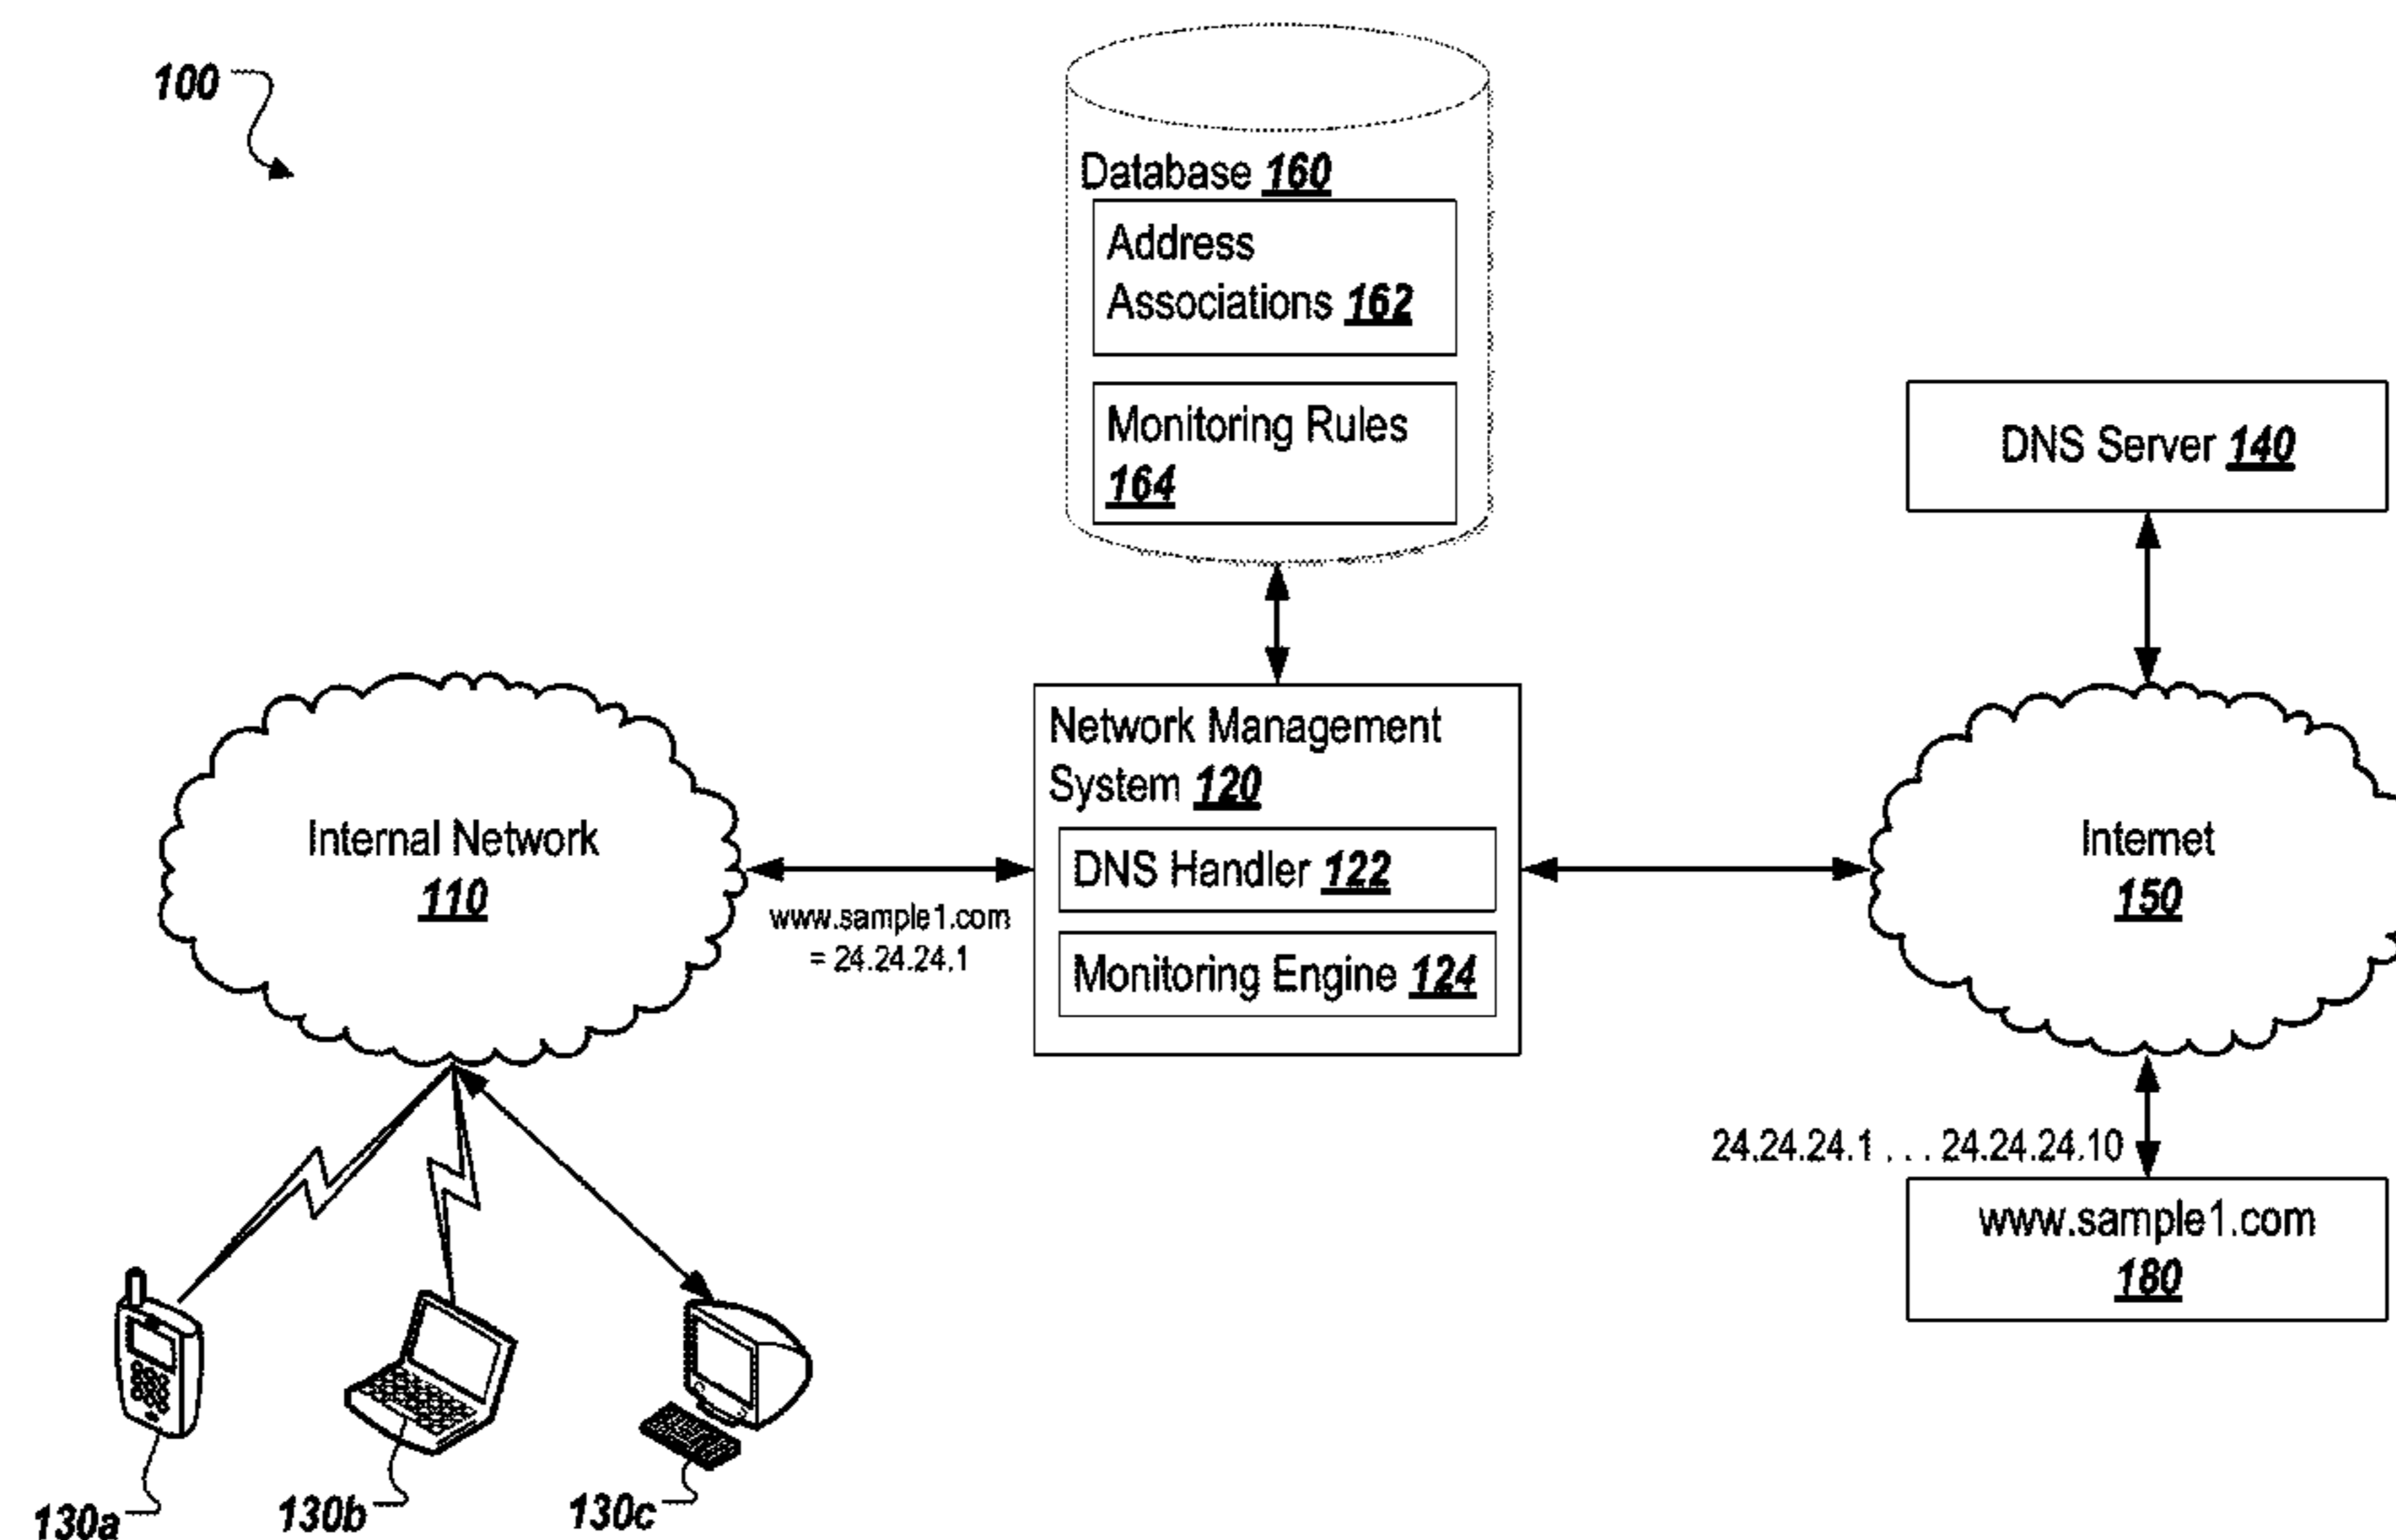 100
Database 160
Address
Associations 162
Monitoring Rules
164
DNS Server 140
Network Management
System 120
DNS Handler 122
Monitoring Engine 124
Internal Network
110
www.sample1.com
= 24.24.24.1
Internet
150
24.24.24.1 . . . 24.24.24.10
www.sample1.com
180
130a
130b
130c